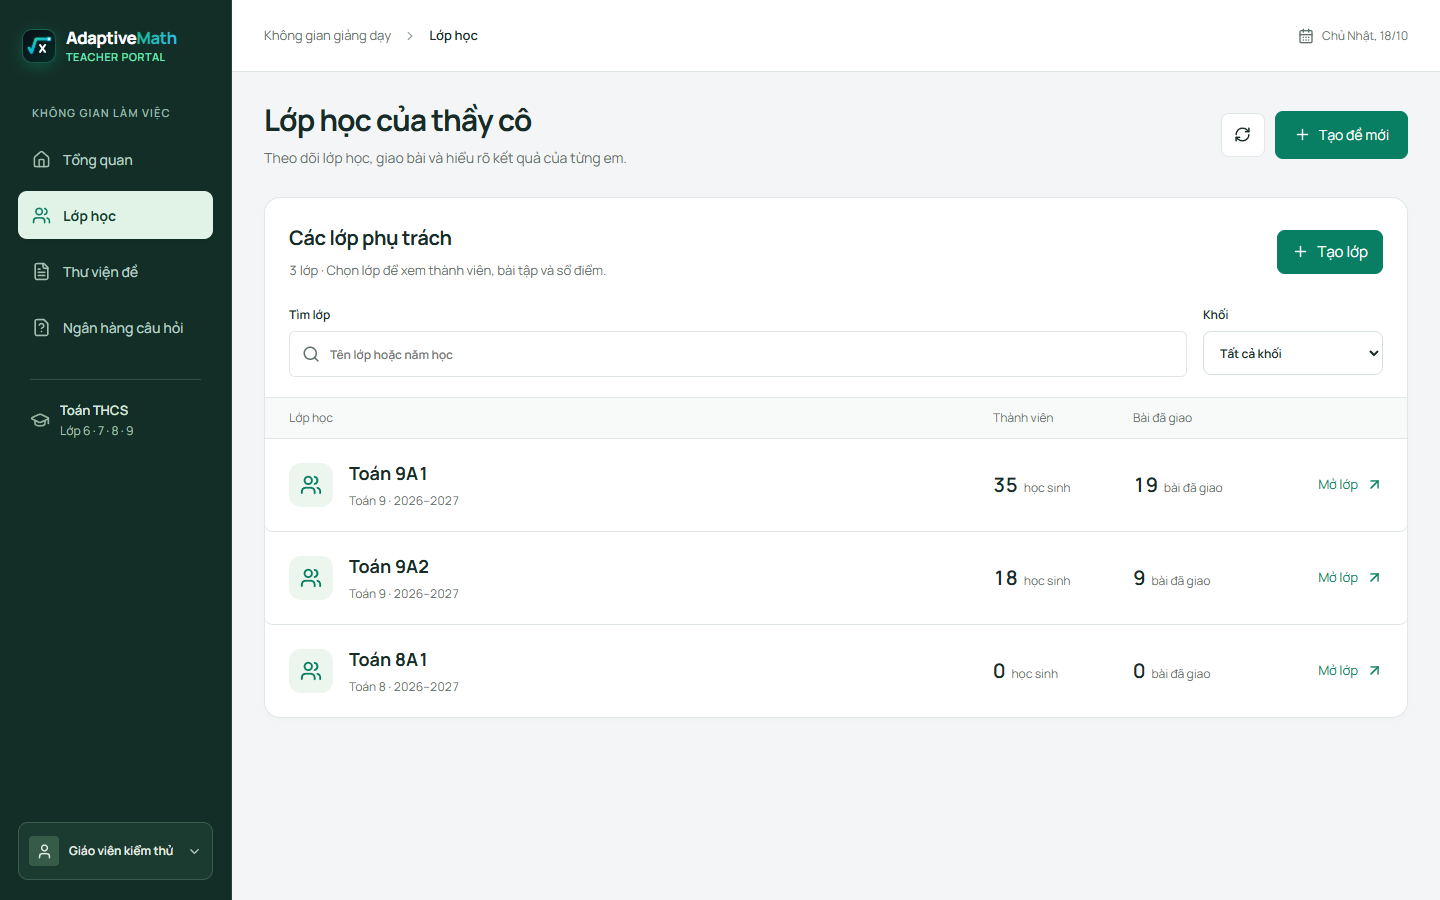 AdaptiveMath
TEACHER PORTAL
KHÔNG GIAN LÀM VIỆC
Tổng quan
Lớp học
Thư viện đề
Ngân hàng câu hỏi
Toán THCS
Lớp 6 · 7 · 8 · 9
Giáo viên kiểm thử
Không gian giảng dạy > Lớp học
Chủ Nhật, 18/10
Lớp học của thầy cô
Theo dõi lớp học, giao bài và hiểu rõ kết quả của từng em.
+ Tạo đề mới
Các lớp phụ trách
3 lớp · Chọn lớp để xem thành viên, bài tập và sổ điểm.
+ Tạo lớp
Tìm lớp
Khối
Tên lớp hoặc năm học
Tất cả khối
Lớp học Thành viên Bài đã giao
Toán 9A1
Toán 9 · 2026–2027
35 học sinh
19 bài đã giao
Mở lớp
Toán 9A2
Toán 9 · 2026–2027
18 học sinh
9 bài đã giao
Mở lớp
Toán 8A1
Toán 8 · 2026–2027
0 học sinh
0 bài đã giao
Mở lớp